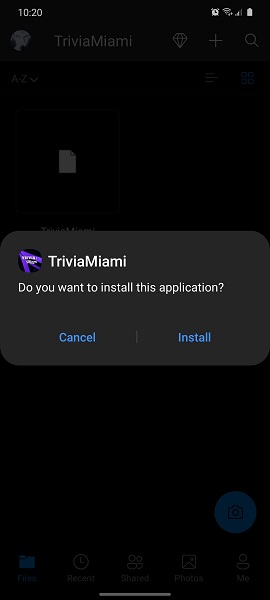 10:20
TriviaMiami
A-Z
TriviaMiami
TriviaMiami
Do you want to install this application?
Cancel
Install
Files
Recent
Shared
Photos
Me